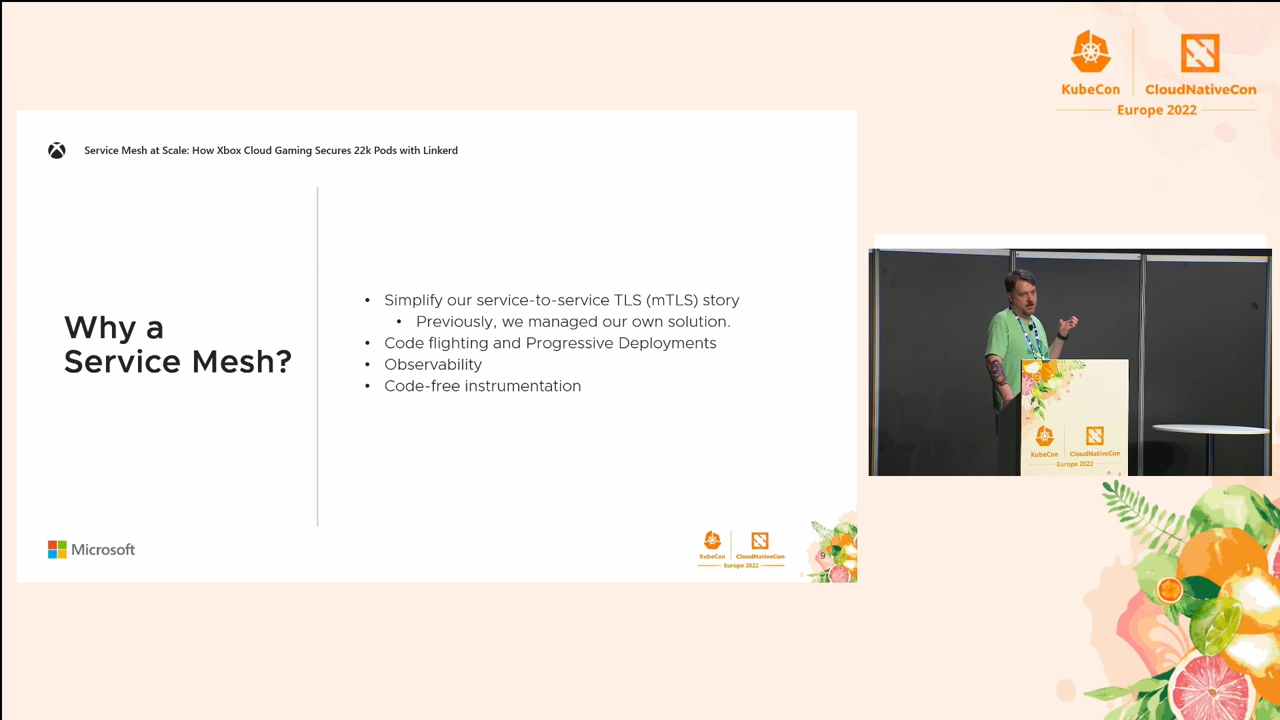 KubeCon
CloudNativeCon
Europe 2022
Service Mesh at Scale: How Xbox Cloud Gaming Secures 22k Pods with Linkerd
Why a
Service Mesh?
• Simplify our service-to-service TLS (mTLS) story
• Previously, we managed our own solution.
• Code flighting and Progressive Deployments
• Observability
• Code-free instrumentation
Microsoft
KubeCon
CloudNativeCon
Europe 2022
9
KubeCon
CloudNativeCon
Europe 2022